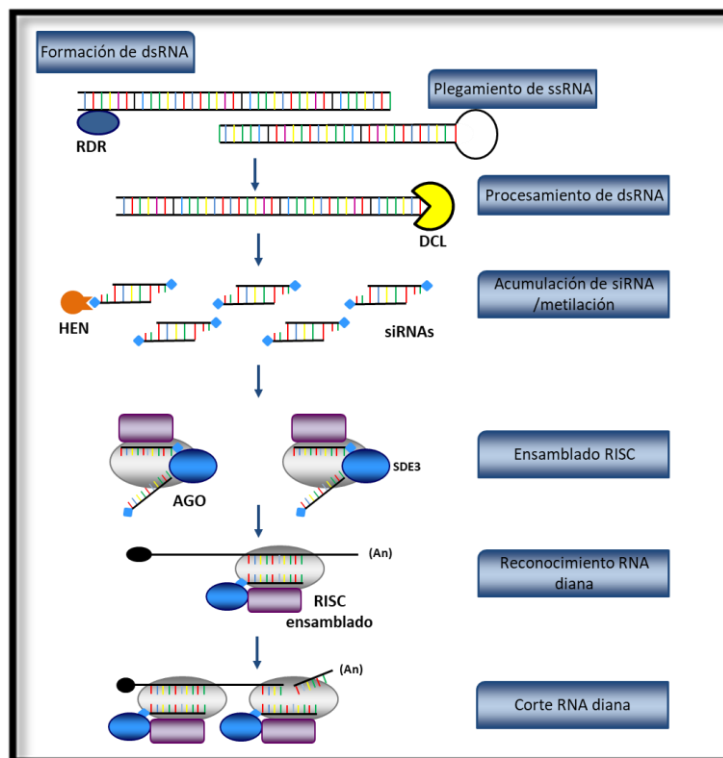 Formación de dsRNA
Plegamiento de ssRNA
RDR
Procesamiento de dsRNA
DCL
Acumulación de siRNA
/metilación
HEN
siRNAs
Ensamblado RISC
SDE3
AGO
(An)
Reconocimiento RNA
diana
RISC
ensamblado
(An)
Corte RNA diana